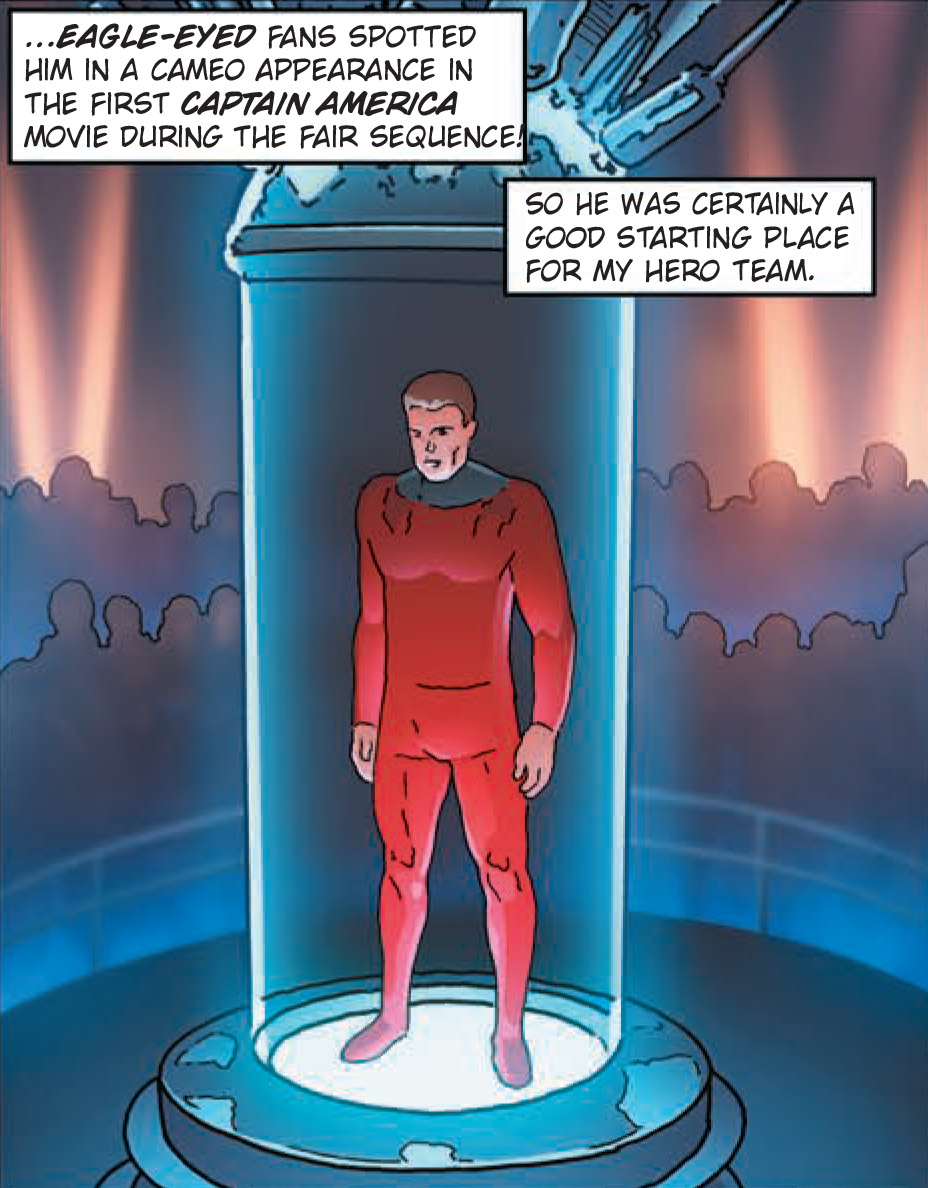 ...EAGLE-EYED FANS SPOTTED
HIM IN A CAMEO APPEARANCE IN
THE FIRST CAPTAIN AMERICA
MOVIE DURING THE FAIR SEQUENCE!
SO HE WAS CERTAINLY A
GOOD STARTING PLACE
FOR MY HERO TEAM.